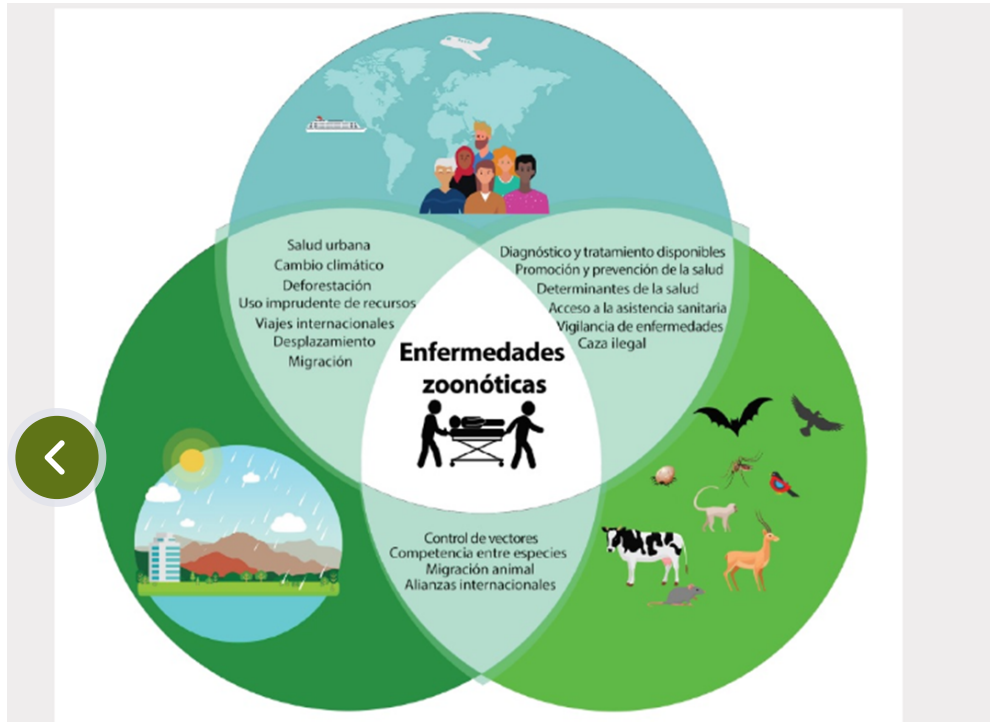 Salud urbana
Cambio climático
Deforestación
Uso imprudente de recursos
Viajes internacionales
Desplazamiento
Migración
Diagnóstico y tratamiento disponibles
Promoción y prevención de la salud
Determinantes de la salud
Acceso a la asistencia sanitaria
Vigilancia de enfermedades
Caza ilegal
Enfermedades
zoonóticas
Control de vectores
Competencia entre especies
Migración animal
Alianzas internacionales